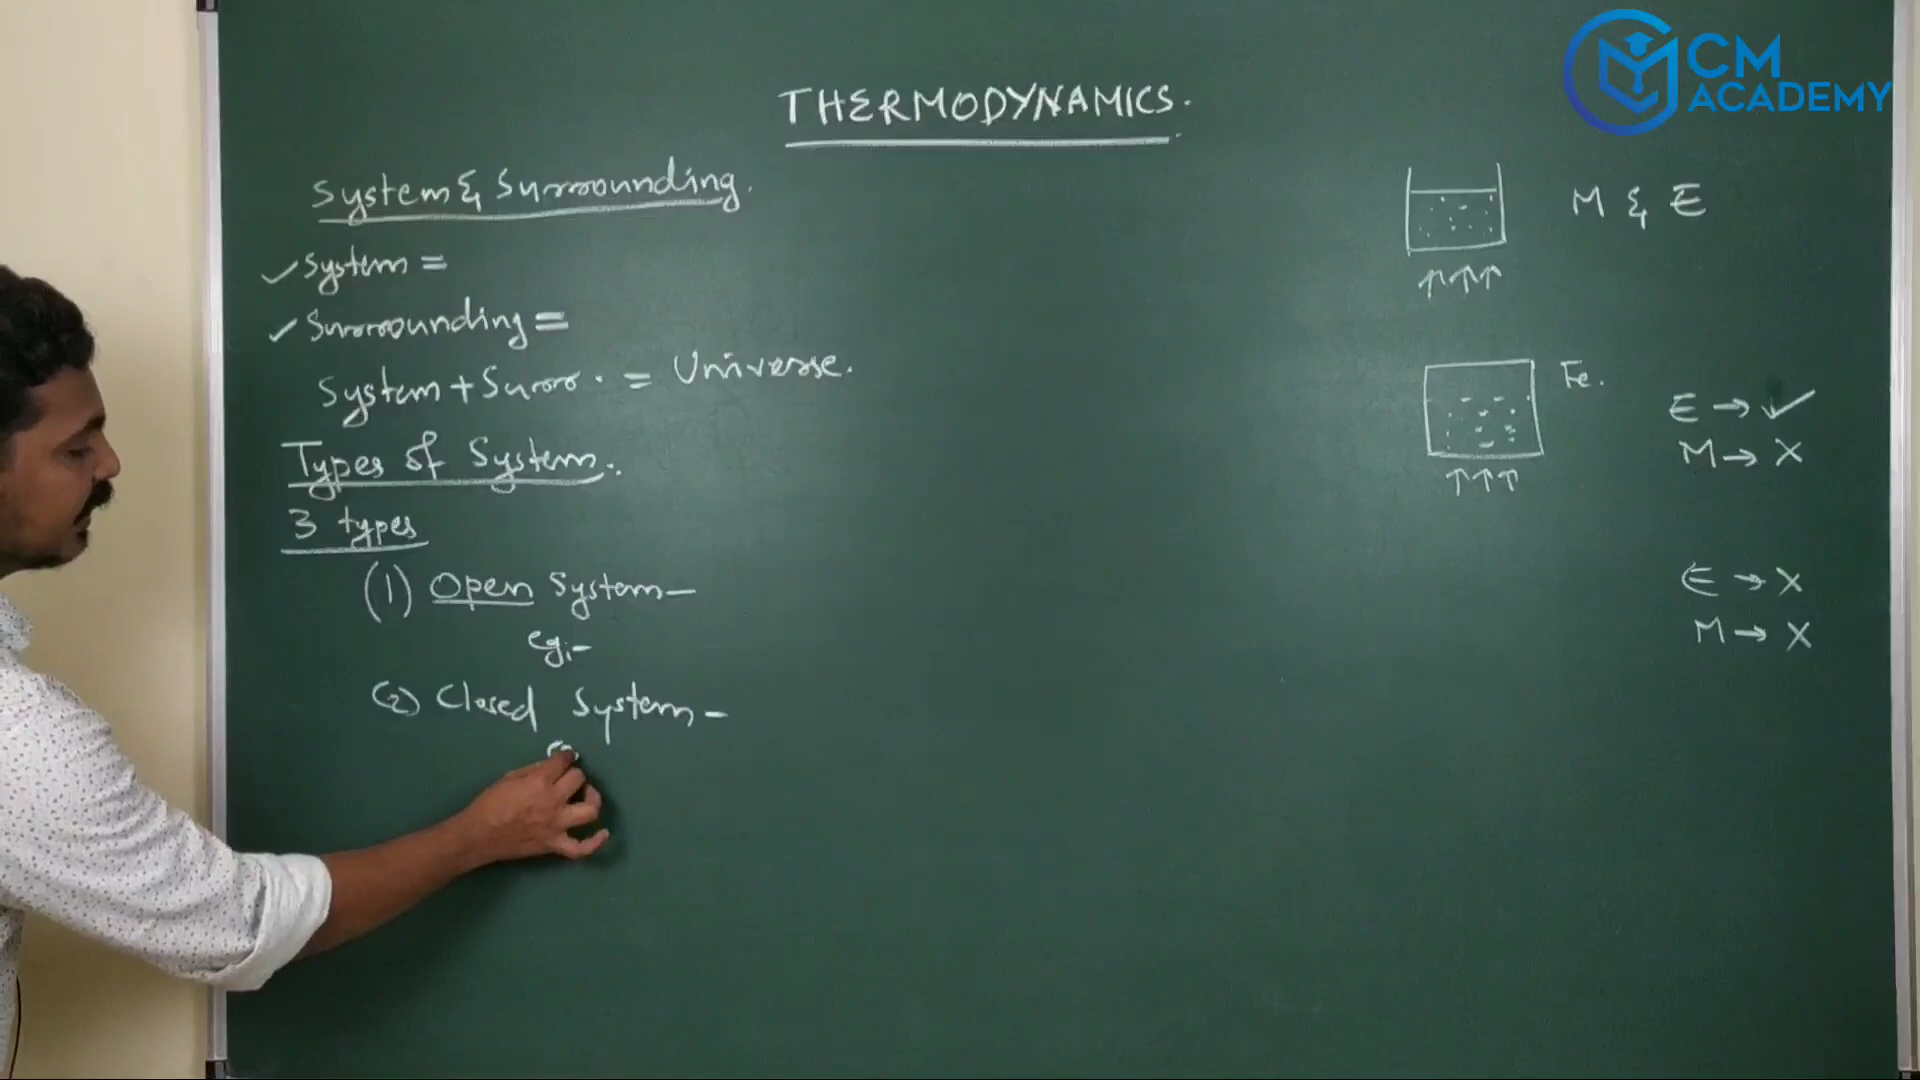 CM
ACADEMY
THERMODYNAMICS.
System & Surrounding.
✓ System =
✓ Surrounding =
System + Surro. = Universe.
Types of System.
3 types
(1) Open System-
eg:-
(2) Closed System-
M & E
↑↑↑
Fe.
E → ✓
M → X
↑↑↑
E → X
M → X